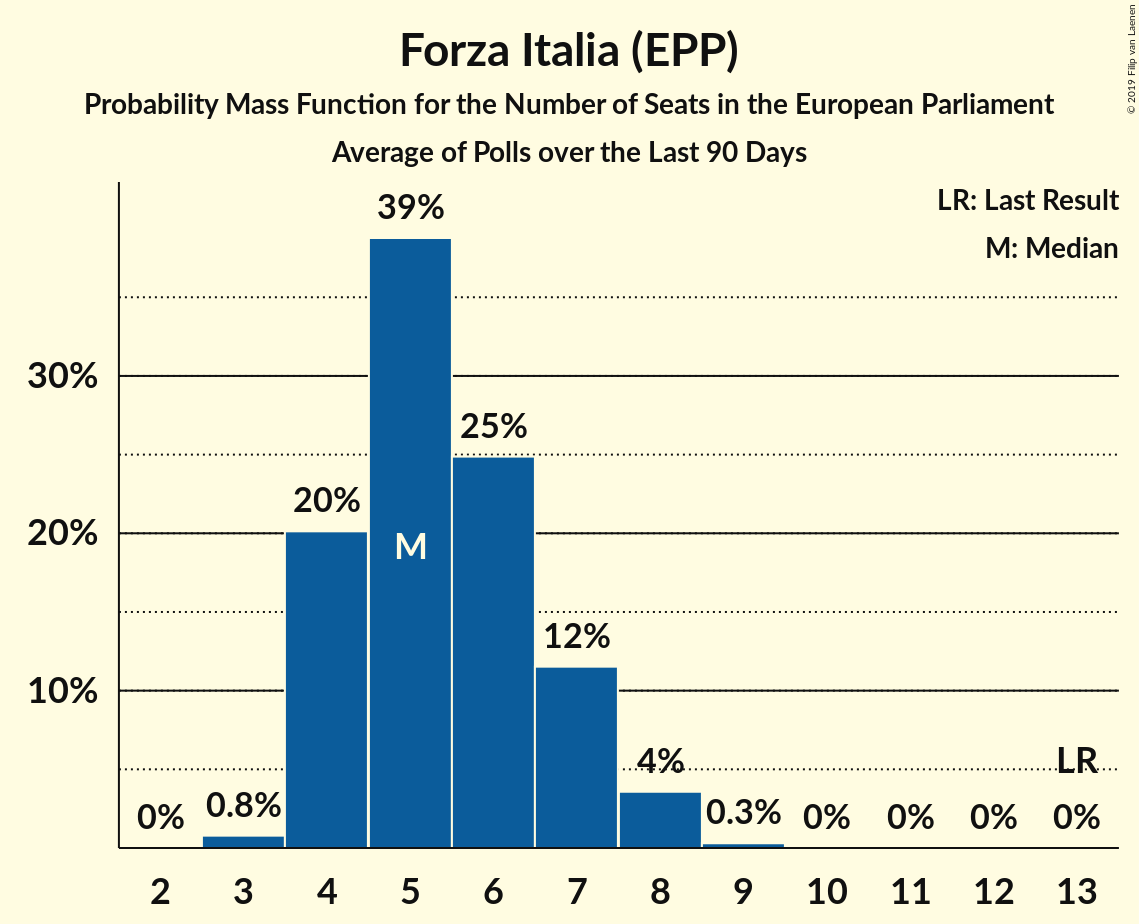 Forza Italia (EPP)
Probability Mass Function for the Number of Seats in the European Parliament
Average of Polls over the Last 90 Days
© 2019 Filip van Laenen
LR: Last Result
M: Median
39%
30%
25%
20%
20%
M
12%
10%
4%
LR
0%
0.8%
0.3%
0%
0%
0%
0%
2 3 4 5 6 7 8 9 10 11 12 13